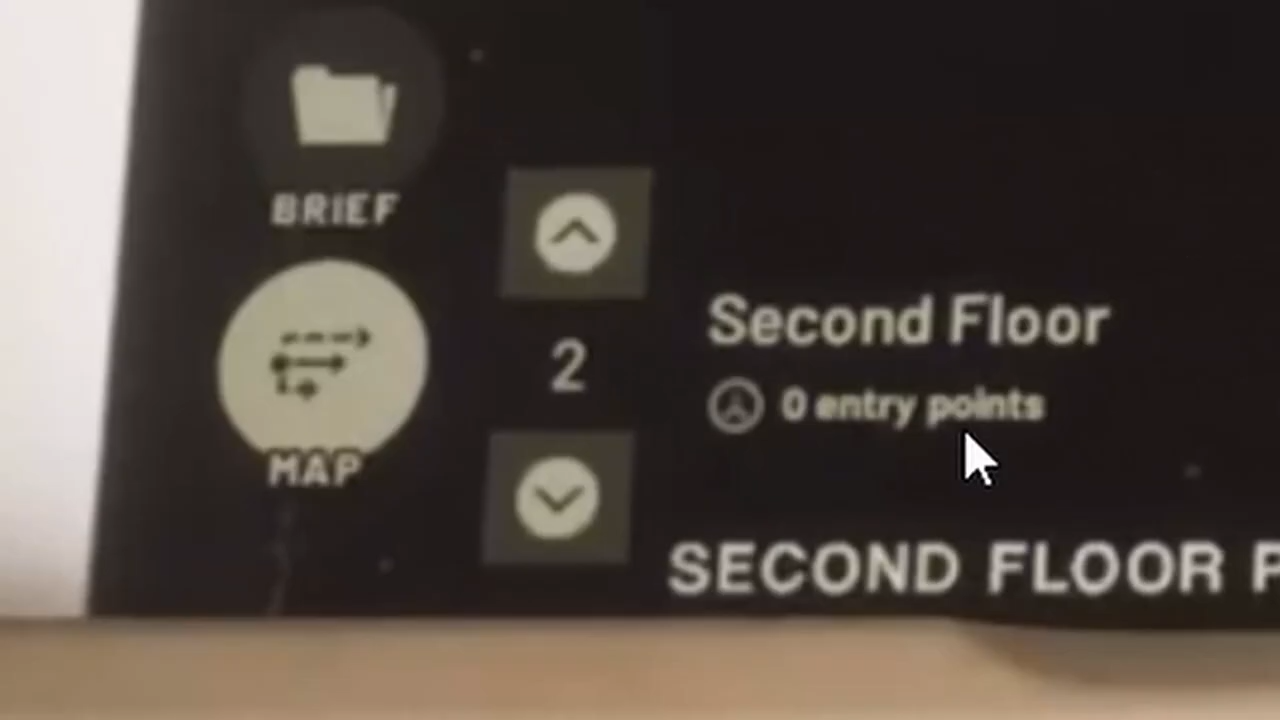 BRIEF
MAP
2
Second Floor
0 entry points
SECOND FLOOR P